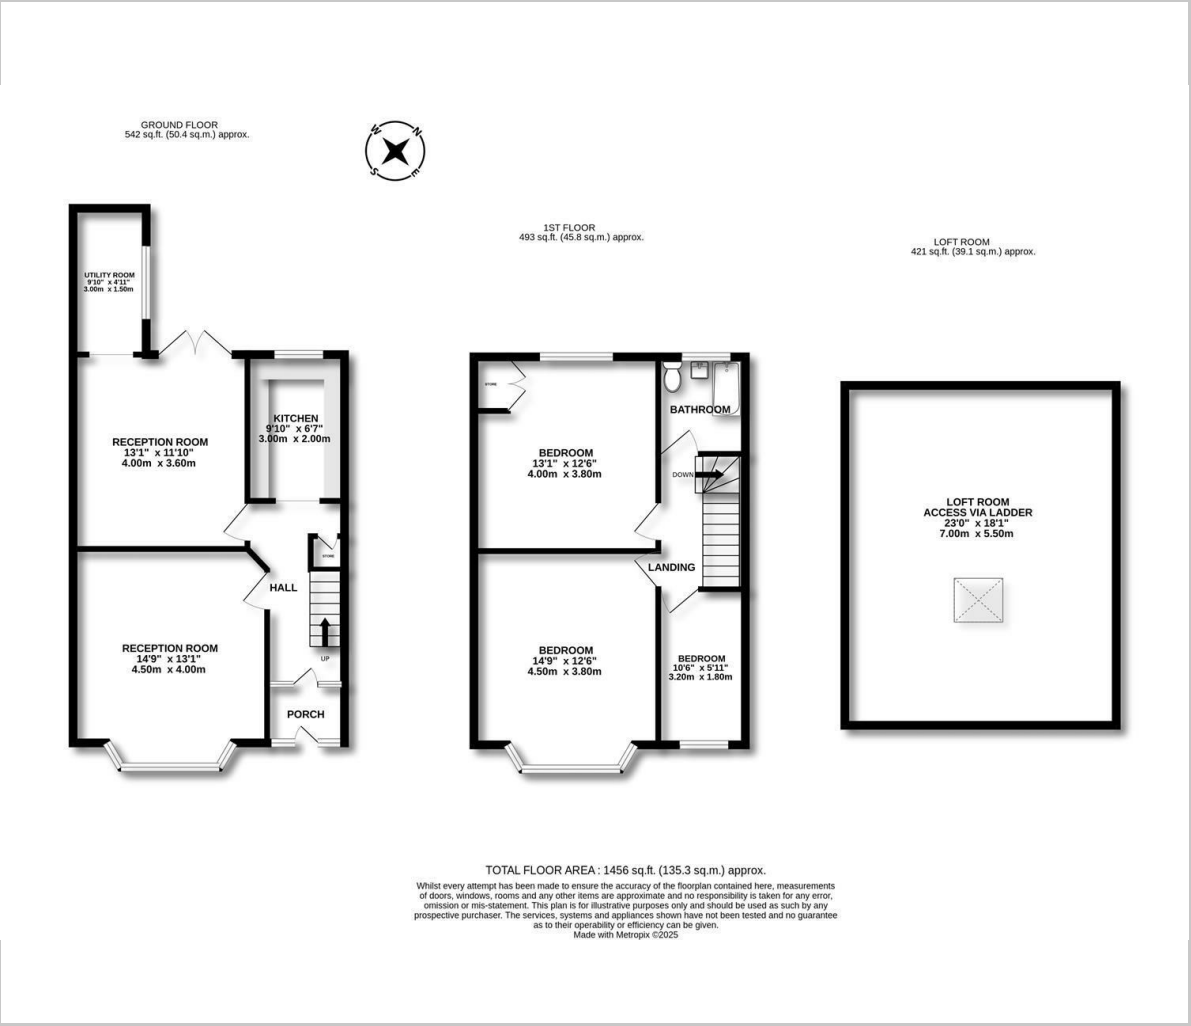 GROUND FLOOR
542 sq.ft. (50.4 sq.m.) approx.
W
N
S
E
1ST FLOOR
493 sq.ft. (45.8 sq.m.) approx.
LOFT ROOM
421 sq.ft. (39.1 sq.m.) approx.
UTILITY ROOM
9'10" x 4'11"
3.00m x 1.50m
KITCHEN
9'10" x 6'7"
3.00m x 2.00m
RECEPTION ROOM
13'1" x 11'10"
4.00m x 3.60m
STORE
HALL
RECEPTION ROOM
14'9" x 13'1"
4.50m x 4.00m
UP
PORCH
STORE
BATHROOM
BEDROOM
13'1" x 12'6"
4.00m x 3.80m
DOWN
LANDING
BEDROOM
14'9" x 12'6"
4.50m x 3.80m
BEDROOM
10'6" x 5'11"
3.20m x 1.80m
LOFT ROOM
ACCESS VIA LADDER
23'0" x 18'1"
7.00m x 5.50m
TOTAL FLOOR AREA : 1456 sq.ft. (135.3 sq.m.) approx.
Whilst every attempt has been made to ensure the accuracy of the floorplan contained here, measurements
of doors, windows, rooms and any other items are approximate and no responsibility is taken for any error,
omission or mis-statement. This plan is for illustrative purposes only and should be used as such by any
prospective purchaser. The services, systems and appliances shown have not been tested and no guarantee
as to their operability or efficiency can be given.
Made with Metropix ©2025